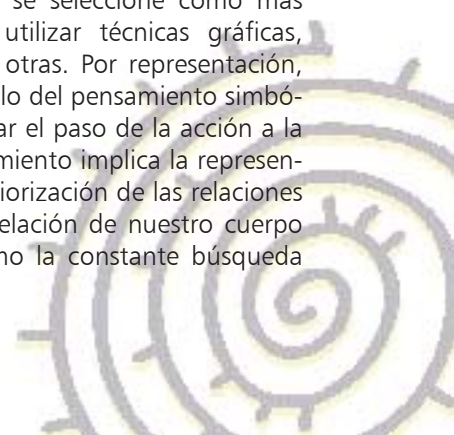 se seleccione como más
utilizar técnicas gráficas,
otras. Por representación,
lo del pensamiento simbó-
ar el paso de la acción a la
miento implica la represen-
iorización de las relaciones
elación de nuestro cuerpo
no la constante búsqueda